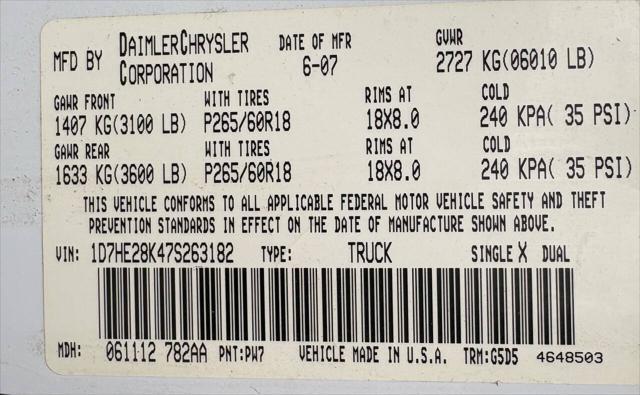 MFD BY DAIMLERCHRYSLER CORPORATION DATE OF MFR 6-07 GVWR 2727 KG(06010 LB)
GAWR FRONT WITH TIRES RIMS AT COLD
1407 KG(3100 LB) P265/60R18 18X8.0 240 KPA( 35 PSI)
GAWR REAR WITH TIRES RIMS AT COLD
1633 KG(3600 LB) P265/60R18 18X8.0 240 KPA( 35 PSI)
THIS VEHICLE CONFORMS TO ALL APPLICABLE FEDERAL MOTOR VEHICLE SAFETY AND THEFT
PREVENTION STANDARDS IN EFFECT ON THE DATE OF MANUFACTURE SHOWN ABOVE.
VIN: 1D7HE28K47S263182 TYPE: TRUCK SINGLE X DUAL
MDH: 061112 782AA PNT:PW7 VEHICLE MADE IN U.S.A. TRM:G5D5 4648503